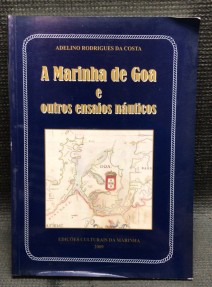 ADELINO RODRIGUES DA COSTA
A Marinha de Goa
e
outros ensaios náuticos
EDIÇÕES CULTURAIS DA MARINHA